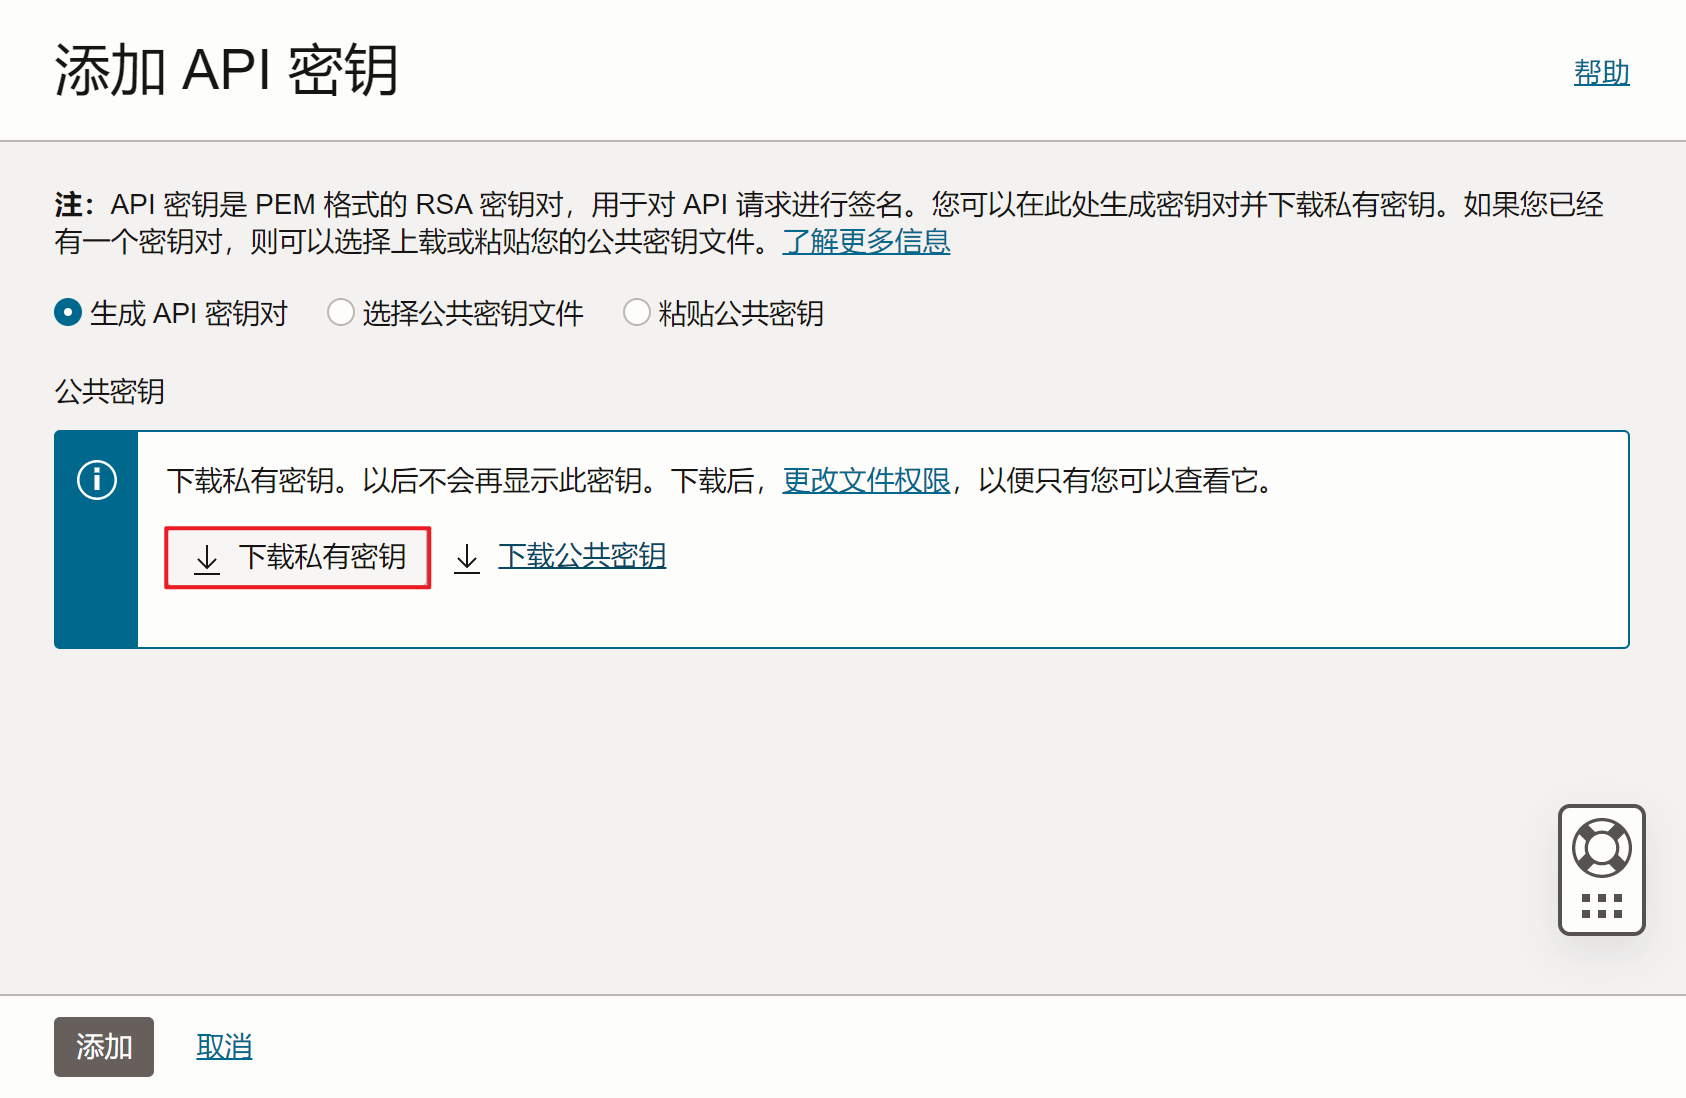 添加 API 密钥
帮助
注：API 密钥是 PEM 格式的 RSA 密钥对，用于对 API 请求进行签名。您可以在此处生成密钥对并下载私有密钥。如果您已经
有一个密钥对，则可以选择上载或粘贴您的公共密钥文件。了解更多信息
生成 API 密钥对 选择公共密钥文件 粘贴公共密钥
公共密钥
下载私有密钥。以后不会再显示此密钥。下载后，更改文件权限，以便只有您可以查看它。
下载私有密钥 下载公共密钥
添加 取消